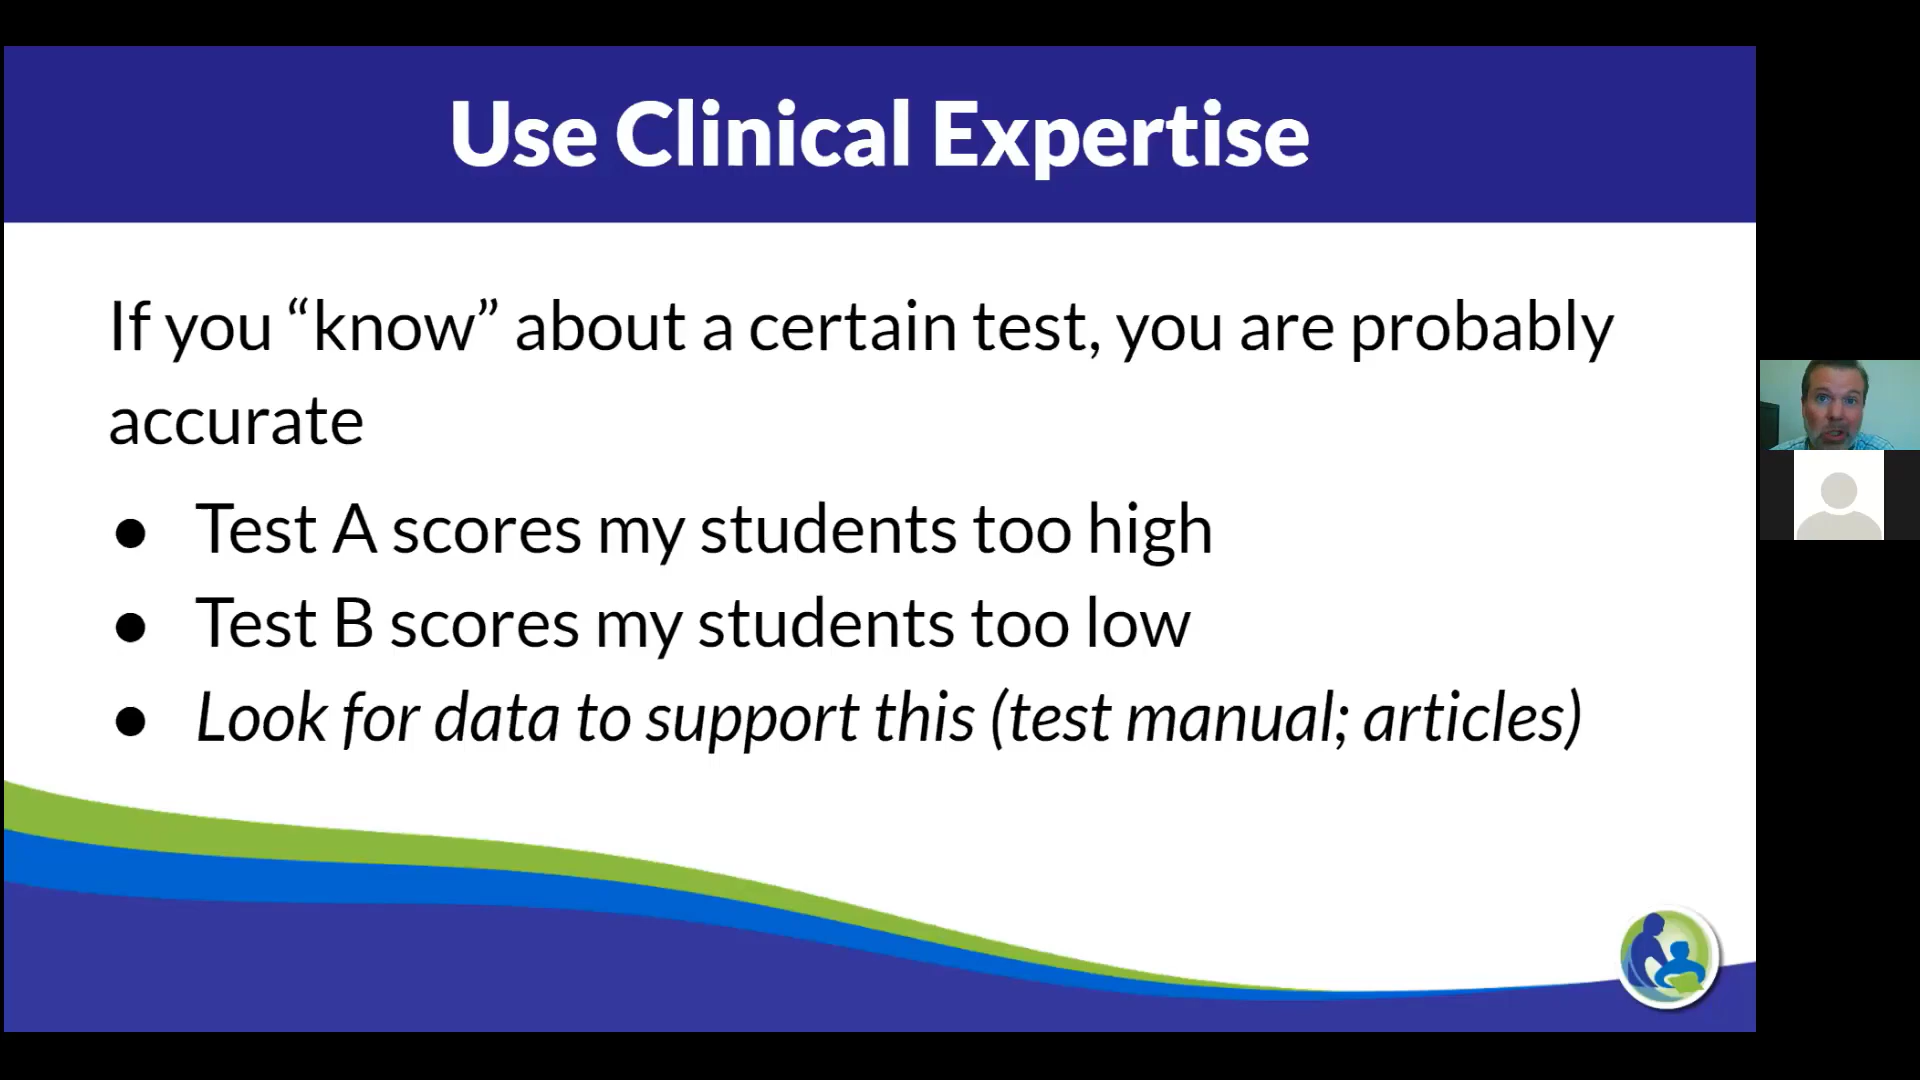 Use Clinical Expertise
If you “know” about a certain test, you are probably
accurate
● Test A scores my students too high
● Test B scores my students too low
● Look for data to support this (test manual; articles)